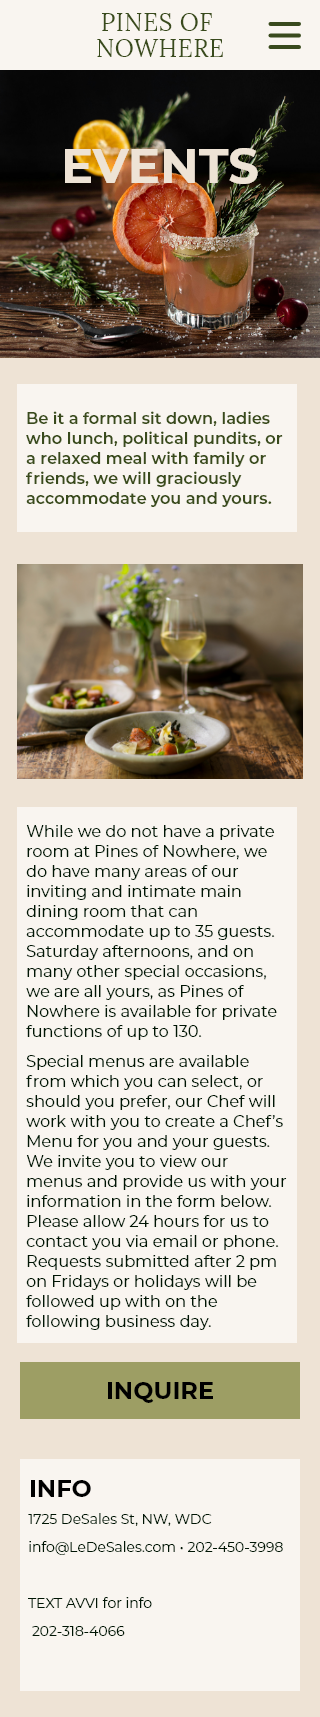 PINES OF
NOWHERE
EVENTS
Be it a formal sit down, ladies
who lunch, political pundits, or
a relaxed meal with family or
friends, we will graciously
accommodate you and yours.
While we do not have a private
room at Pines of Nowhere, we
do have many areas of our
inviting and intimate main
dining room that can
accommodate up to 35 guests.
Saturday afternoons, and on
many other special occasions,
we are all yours, as Pines of
Nowhere is available for private
functions of up to 130.
Special menus are available
from which you can select, or
should you prefer, our Chef will
work with you to create a Chef's
Menu for you and your guests.
We invite you to view our
menus and provide us with your
information in the form below.
Please allow 24 hours for us to
contact you via email or phone.
Requests submitted after 2 pm
on Fridays or holidays will be
followed up with on the
following business day.
INQUIRE
INFO
1725 DeSales St, NW, WDC
info@LeDeSales.com • 202-450-3998
TEXT AVVI for info
202-318-4066